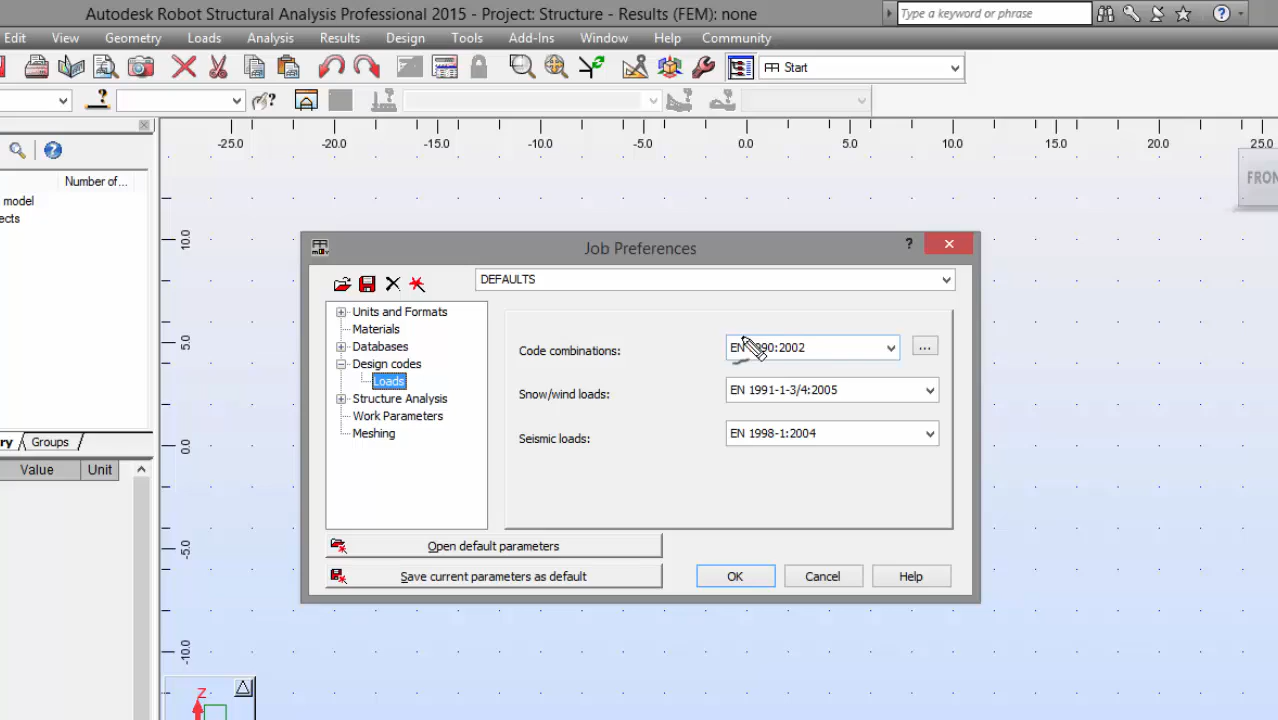 Autodesk Robot Structural Analysis Professional 2015 - Project: Structure - Results (FEM): none
Type a keyword or phrase
Edit View Geometry Loads Analysis Results Design Tools Add-Ins Window Help Community
Start
-25.0 -20.0 -15.0 -10.0 -5.0 0.0 5.0 10.0 15.0 20.0 25.0
Number of...
model
ects
FRON
10.0
5.0
0.0
-5.0
-10.0
ry Groups
Value Unit
Job Preferences
?
DEFAULTS
Units and Formats
Materials
Databases
Design codes
Loads
Structure Analysis
Work Parameters
Meshing
Code combinations: EN 990:2002 ...
Snow/wind loads: EN 1991-1-3/4:2005
Seismic loads: EN 1998-1:2004
Open default parameters
Save current parameters as default
OK Cancel Help
Z